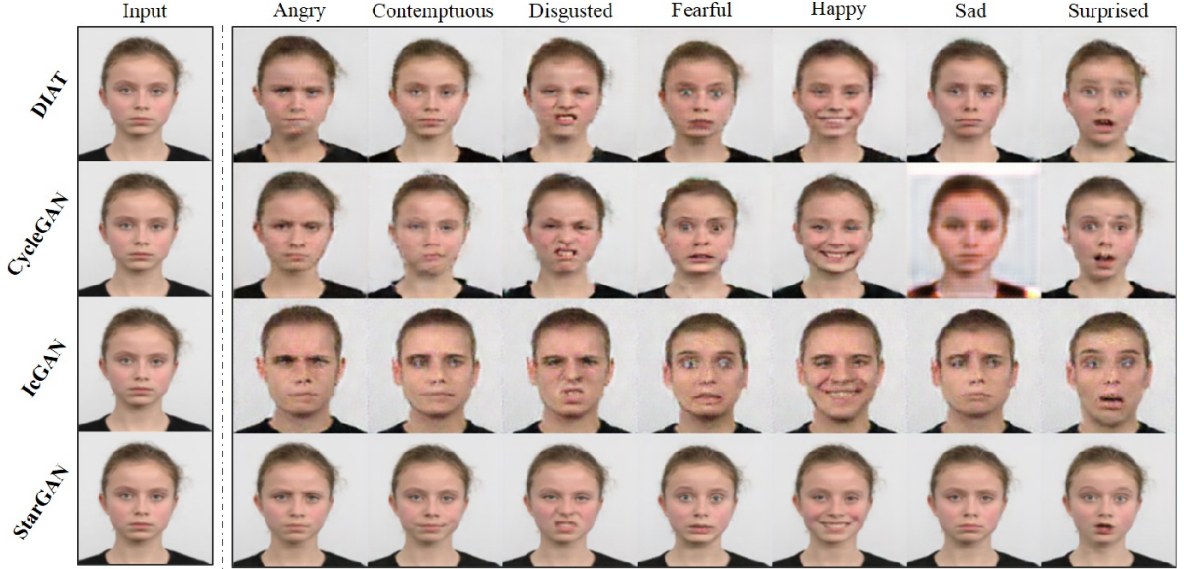 Input Angry Contemptuous Disgusted Fearful Happy Sad Surprised
DIAT
CycleGAN
IcGAN
StarGAN